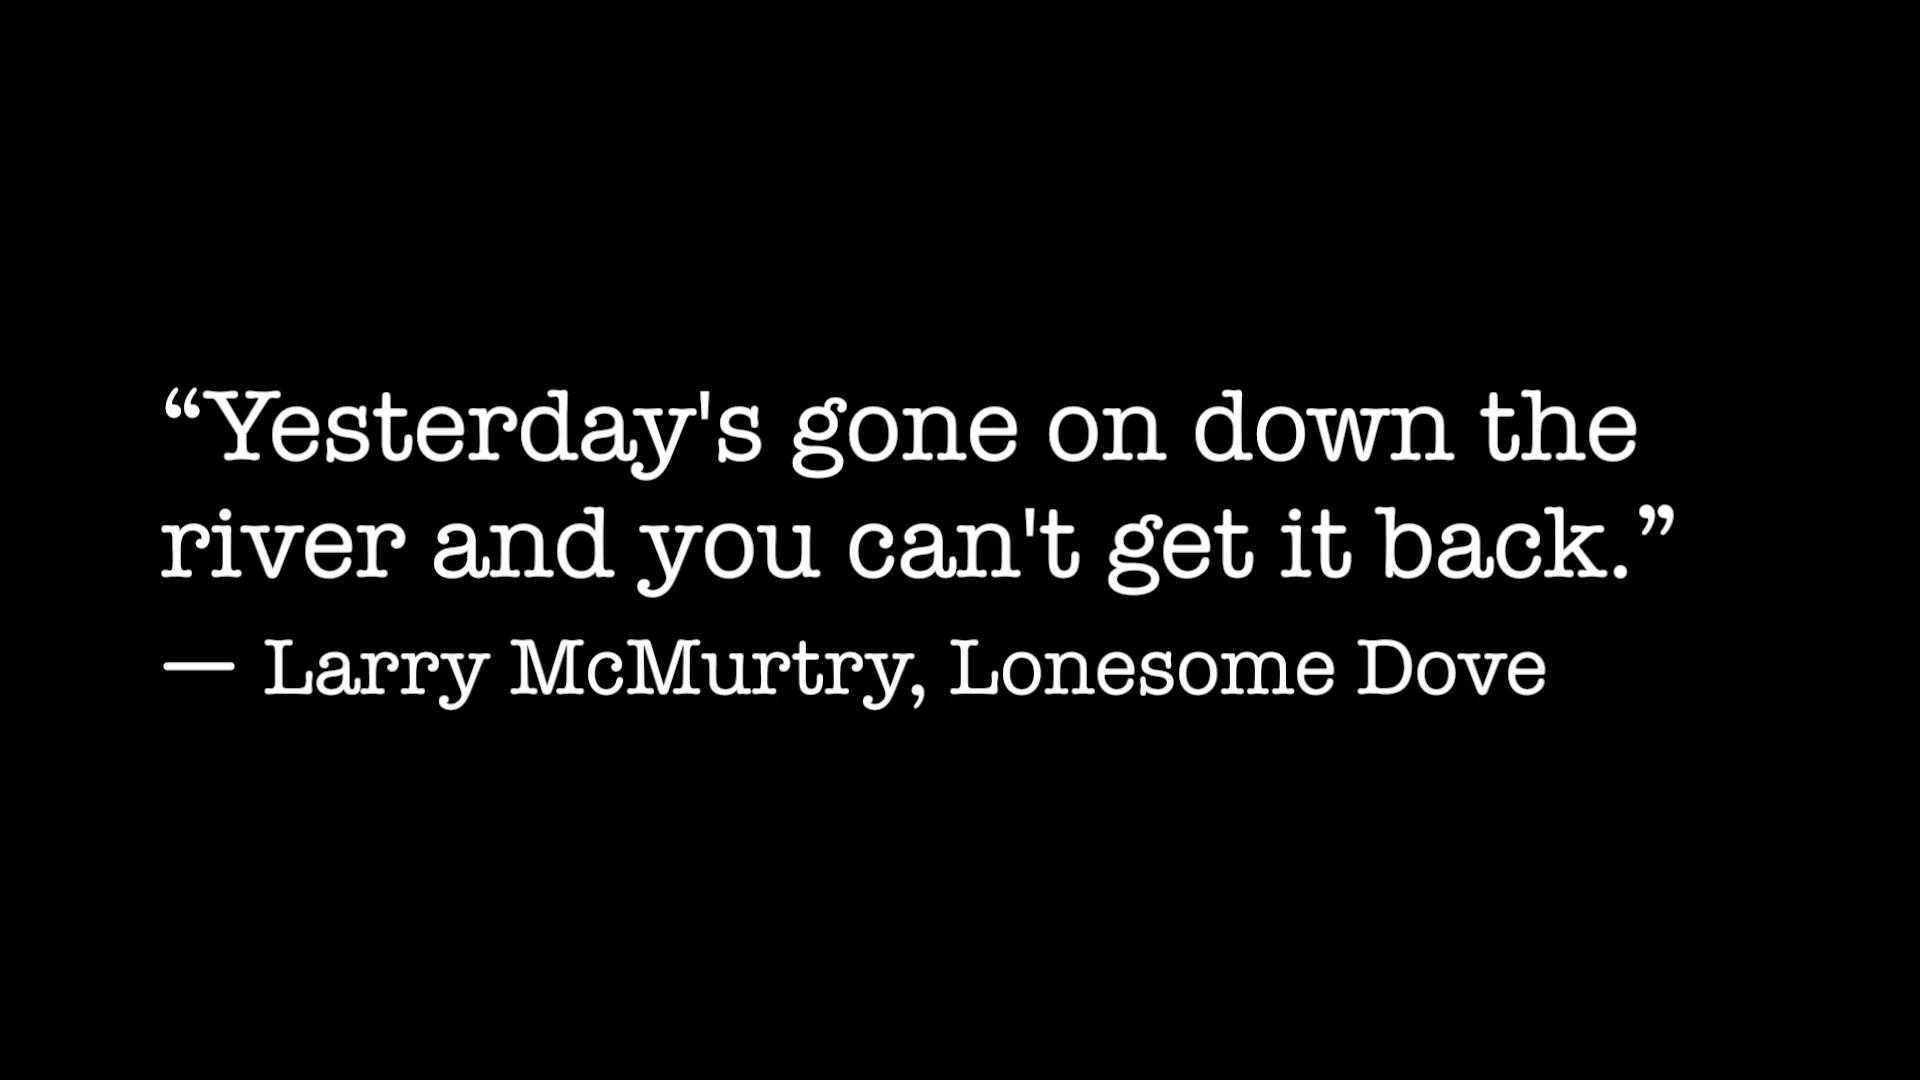 “Yesterday's gone on down the
river and you can't get it back.”
— Larry McMurtry, Lonesome Dove